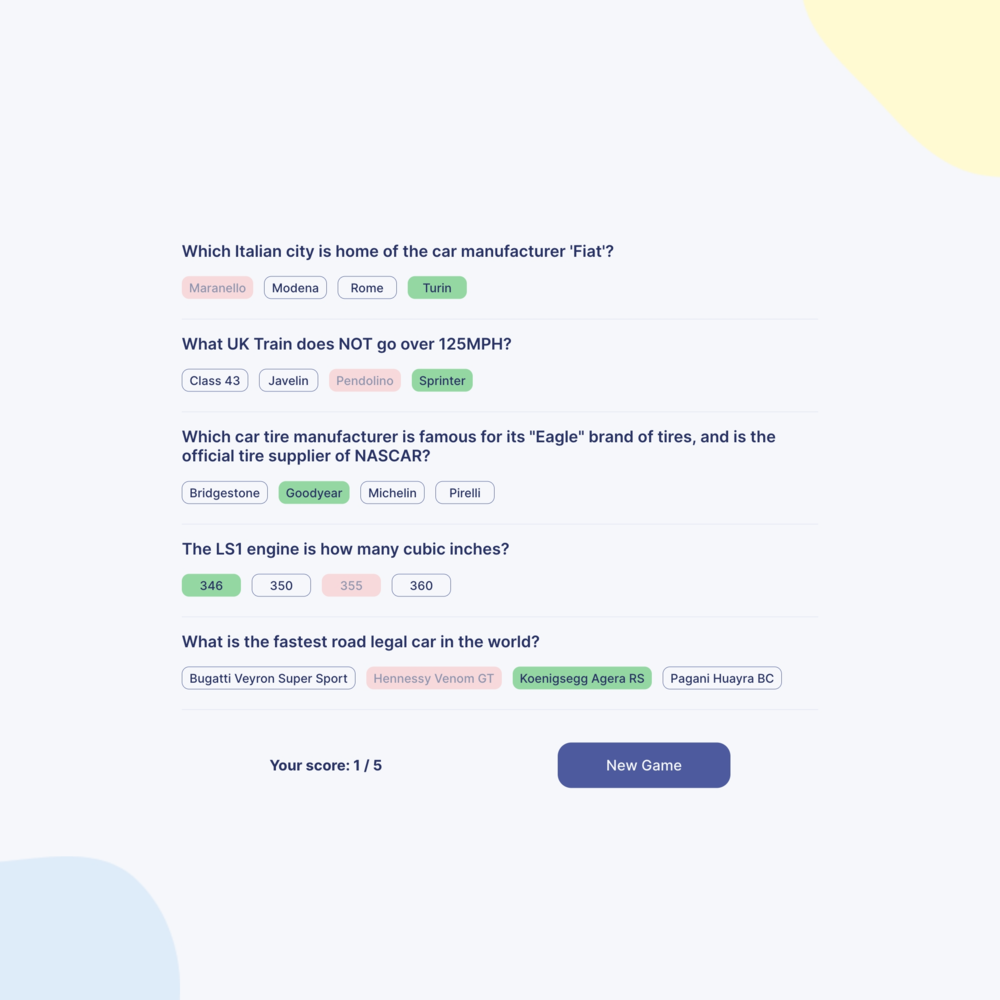 Which Italian city is home of the car manufacturer 'Fiat'?
Maranello Modena Rome Turin
What UK Train does NOT go over 125MPH?
Class 43 Javelin Pendolino Sprinter
Which car tire manufacturer is famous for its "Eagle" brand of tires, and is the
official tire supplier of NASCAR?
Bridgestone Goodyear Michelin Pirelli
The LS1 engine is how many cubic inches?
346 350 355 360
What is the fastest road legal car in the world?
Bugatti Veyron Super Sport Hennessy Venom GT Koenigsegg Agera RS Pagani Huayra BC
Your score: 1 / 5 New Game